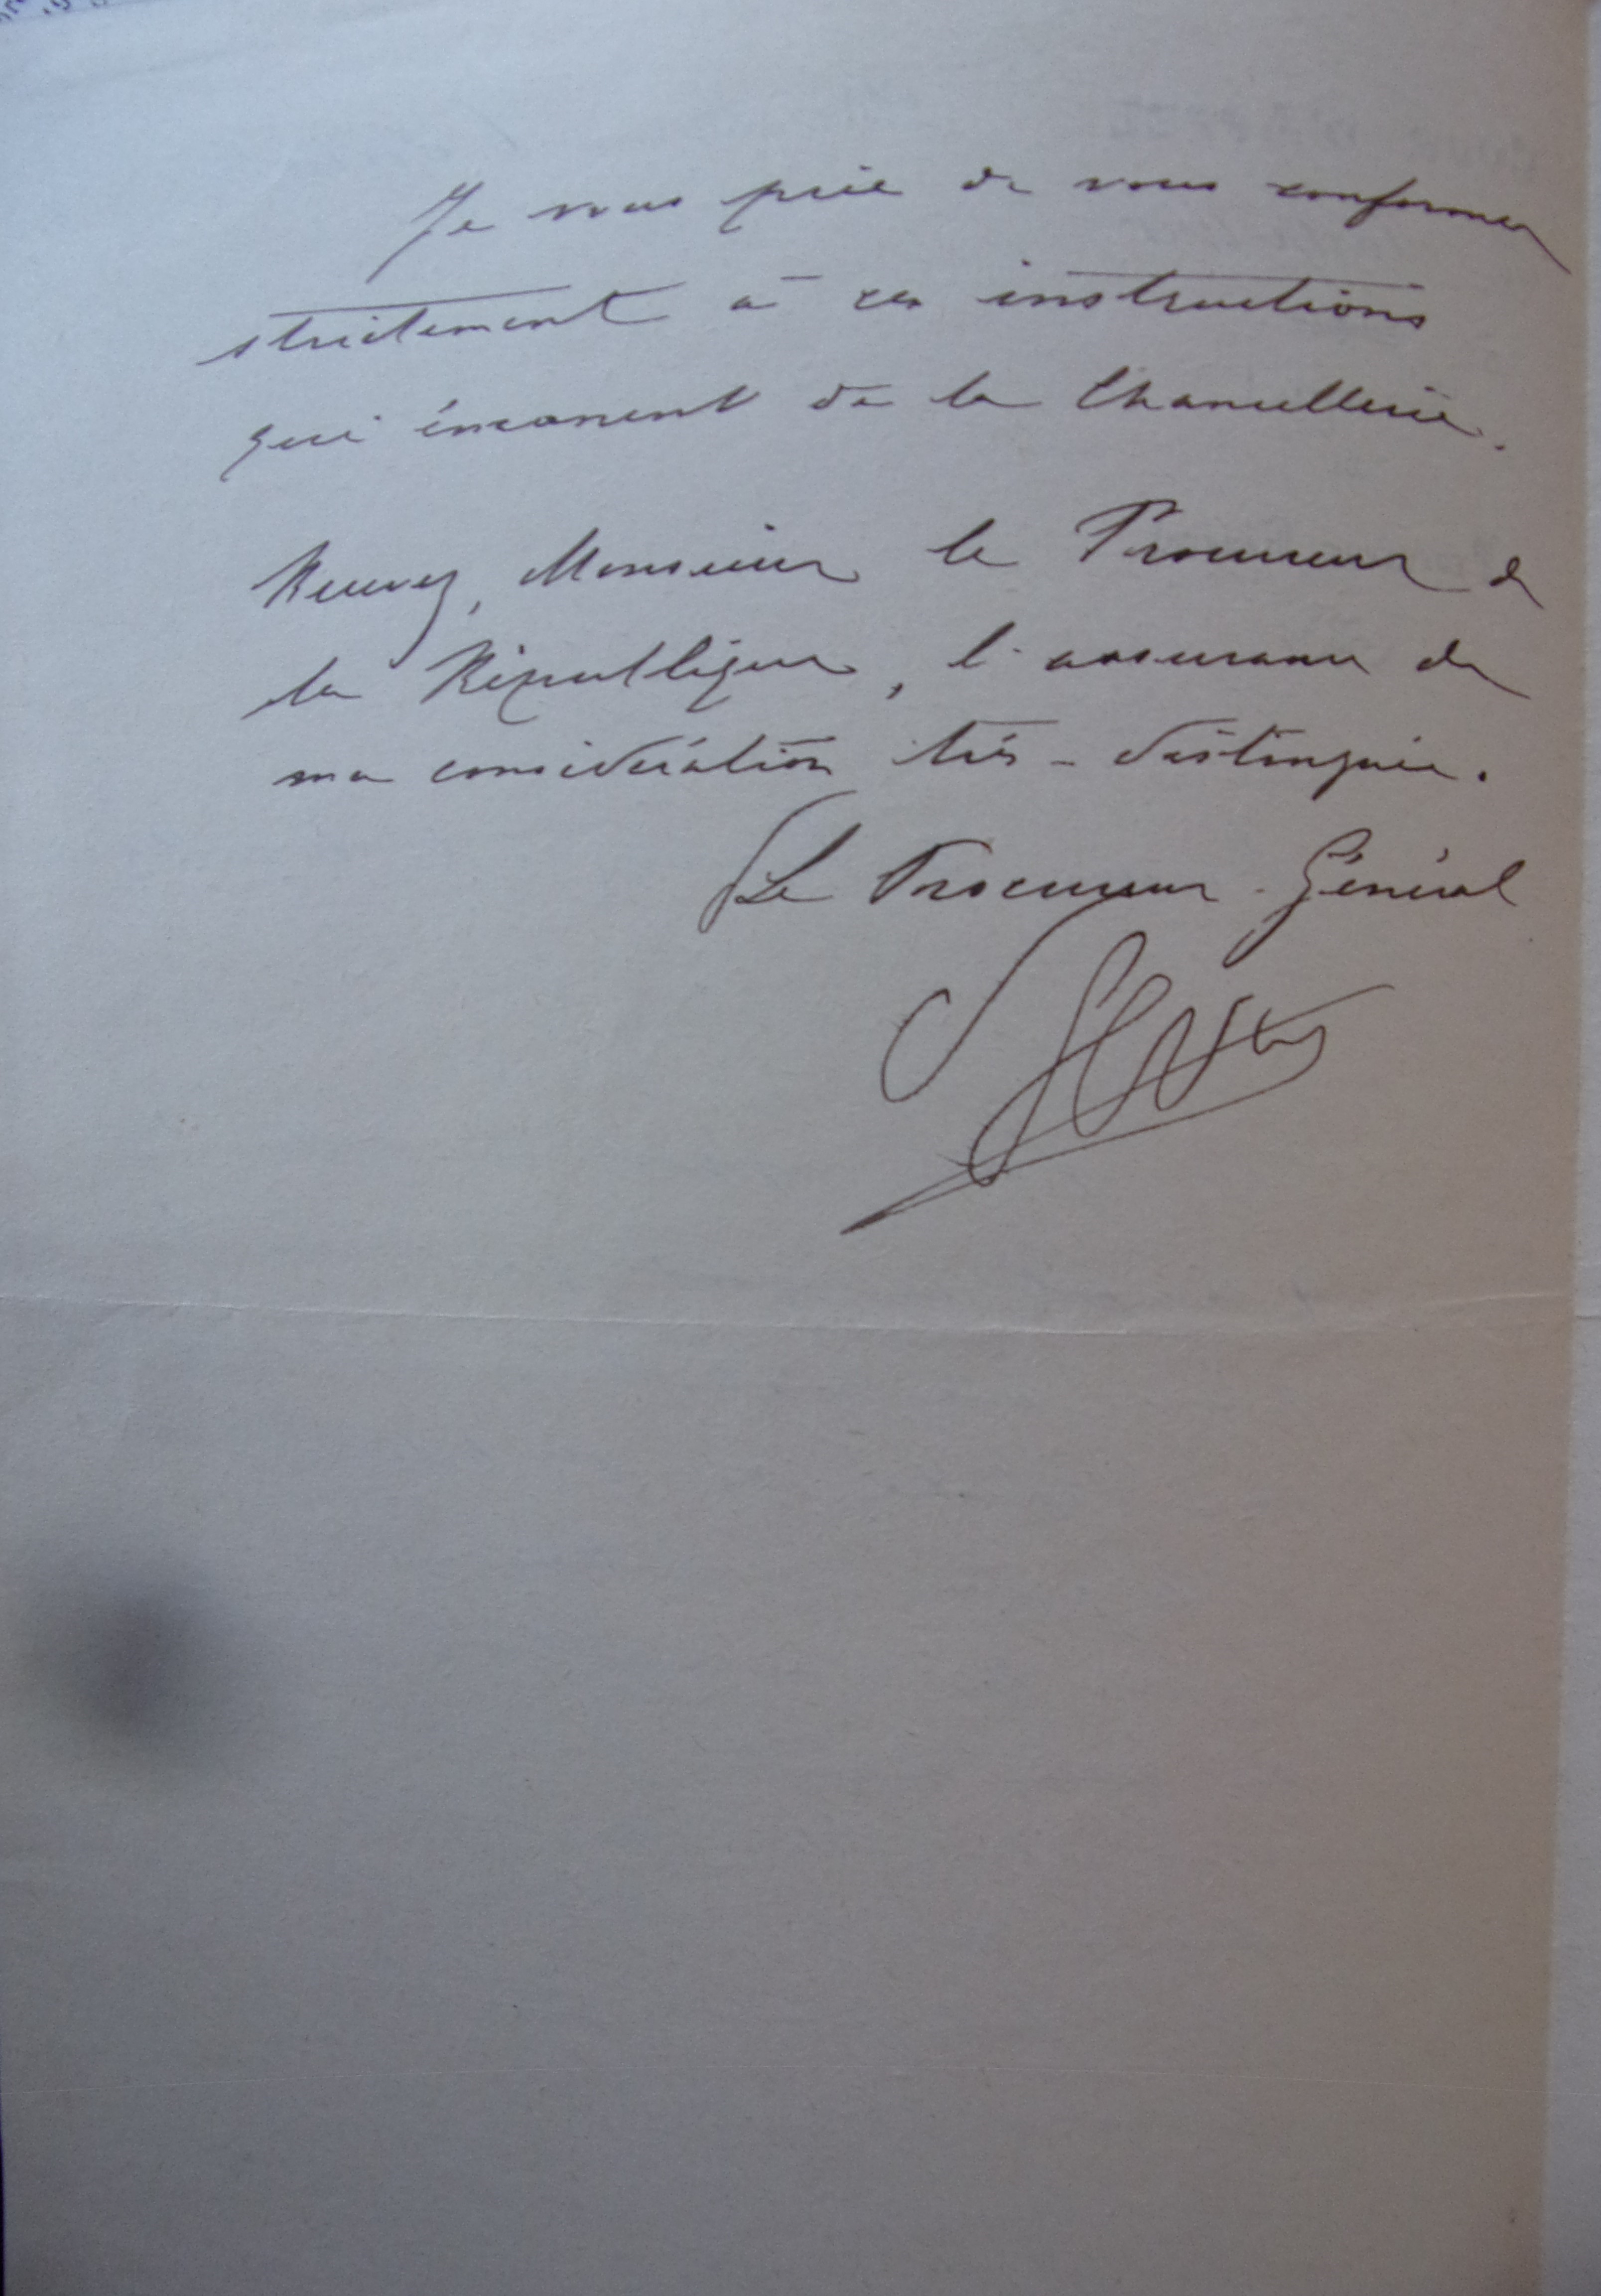 Je vous prie de vous conformer
strictement à ces instructions
qui émanent de la Chancellerie.
Recevez, Monsieur le Procureur de
la République, l'assurance de
ma considération très-distinguée.
Le Procureur-Général